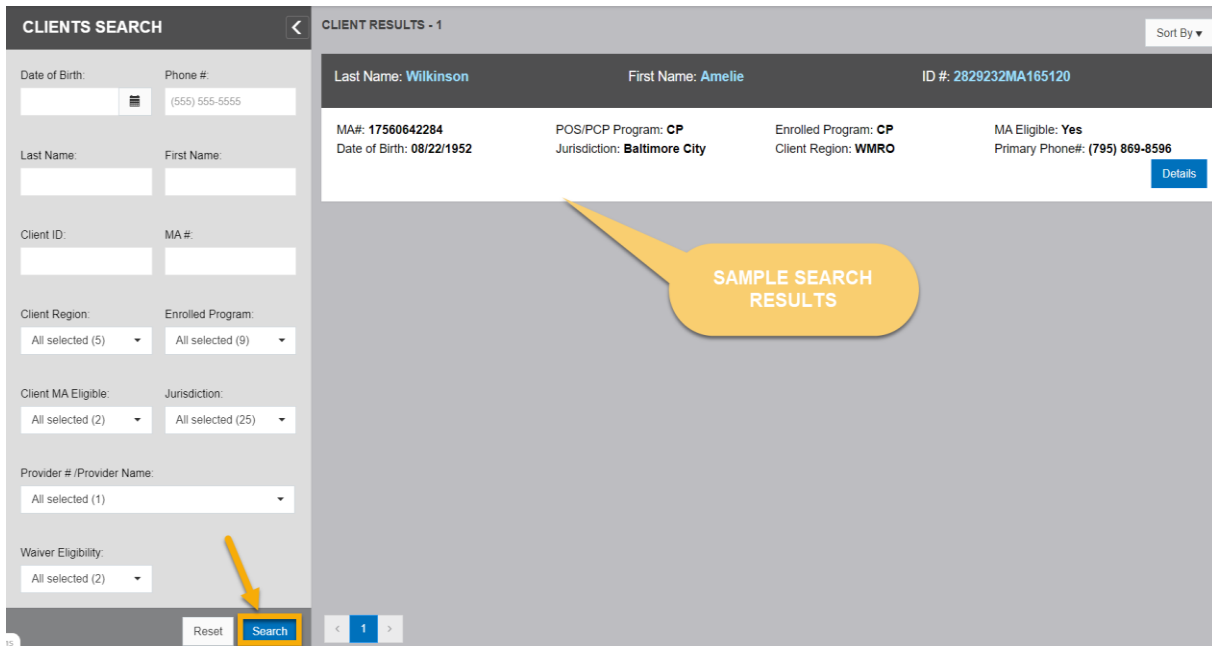 CLIENTS SEARCH
Date of Birth: Phone #:
(555) 555-5555
Last Name: First Name:
Client ID: MA #:
Client Region: Enrolled Program:
All selected (5) All selected (9)
Client MA Eligible: Jurisdiction:
All selected (2) All selected (25)
Provider # /Provider Name:
All selected (1)
Waiver Eligibility:
All selected (2)
Reset Search
CLIENT RESULTS - 1
Sort By ▾
Last Name: Wilkinson First Name: Amelie ID #: 2829232MA165120
MA#: 17560642284 POS/PCP Program: CP Enrolled Program: CP MA Eligible: Yes
Date of Birth: 08/22/1952 Jurisdiction: Baltimore City Client Region: WMRO Primary Phone#: (795) 869-8596
Details
SAMPLE SEARCH
RESULTS
< 1 >